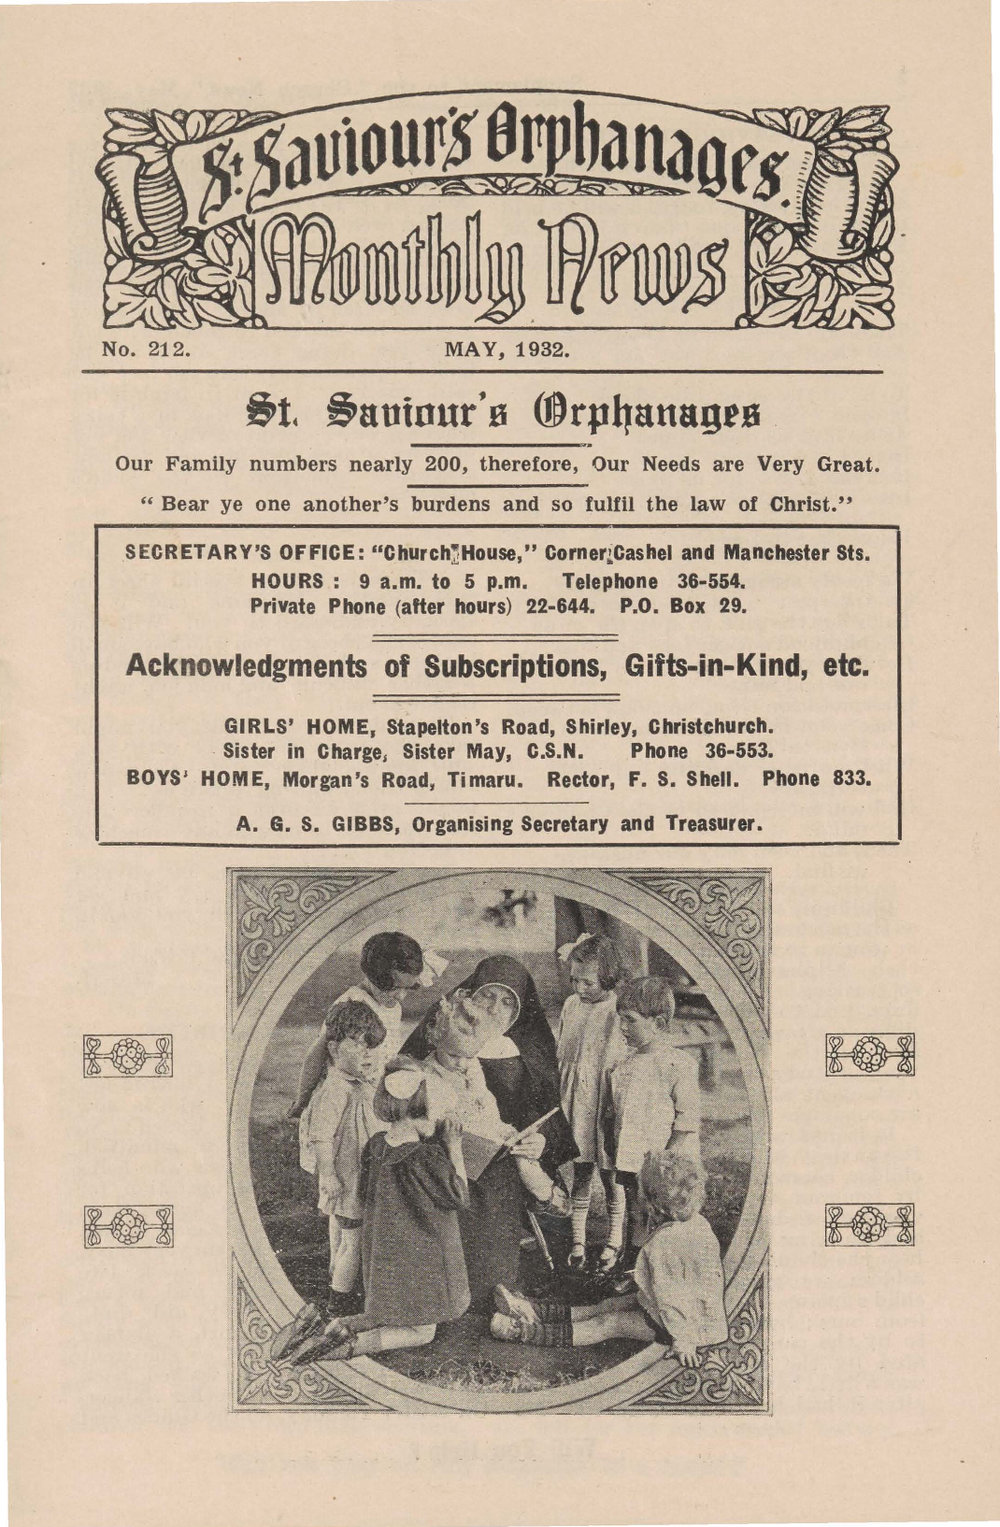 St. Saviour's Orphanages.
Monthly News
No. 212. MAY, 1932.
St. Saviour's Orphanages
Our Family numbers nearly 200, therefore, Our Needs are Very Great.
“ Bear ye one another's burdens and so fulfil the law of Christ.”
SECRETARY'S OFFICE: “Church House,” Corner Cashel and Manchester Sts.
HOURS : 9 a.m. to 5 p.m. Telephone 36-554.
Private Phone (after hours) 22-644. P.O. Box 29.
Acknowledgments of Subscriptions, Gifts-in-Kind, etc.
GIRLS' HOME, Stapelton's Road, Shirley, Christchurch.
Sister in Charge, Sister May, C.S.N. Phone 36-553.
BOYS' HOME, Morgan's Road, Timaru. Rector, F. S. Shell. Phone 833.
A. G. S. GIBBS, Organising Secretary and Treasurer.